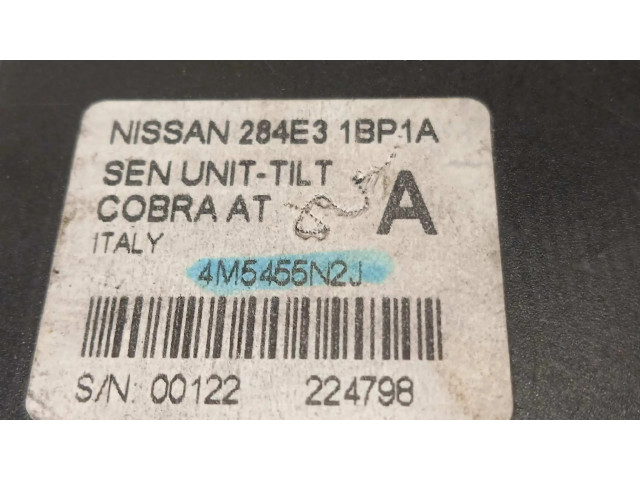 NISSAN 284E3 1BP1A
SEN UNIT-TILT
COBRA AT A
ITALY
4M5455N2J
S/N: 00122 224798